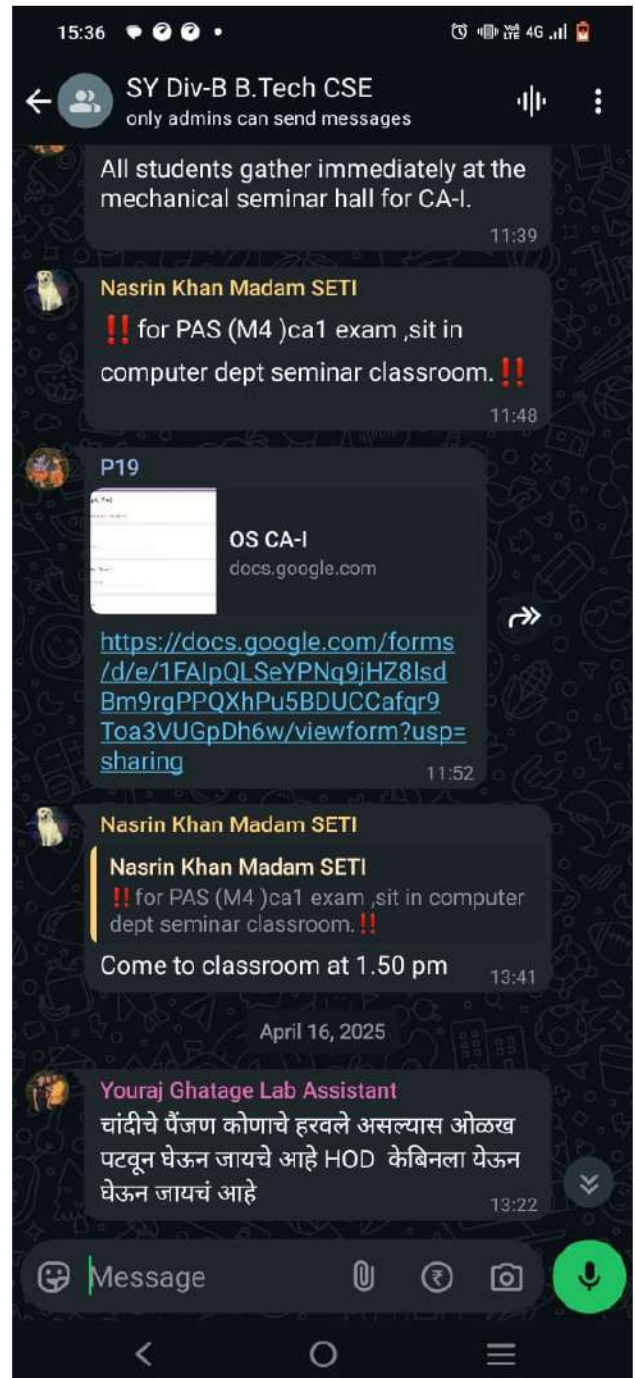 15:36
4G
SY Div-B B.Tech CSE
only admins can send messages
All students gather immediately at the
mechanical seminar hall for CA-I.
11:39
Nasrin Khan Madam SETI
‼️ for PAS (M4 )ca1 exam ,sit in
computer dept seminar classroom.‼️
11:48
P19
OS CA-I
docs.google.com
https://docs.google.com/forms
/d/e/1FAIpQLSeYPNq9jHZ8Isd
Bm9rgPPQXhPu5BDUCCafqr9
Toa3VUGpDh6w/viewform?usp=
sharing
11:52
Nasrin Khan Madam SETI
Nasrin Khan Madam SETI
‼️for PAS (M4 )ca1 exam ,sit in computer
dept seminar classroom.‼️
Come to classroom at 1.50 pm
13:41
April 16, 2025
Youraj Ghatage Lab Assistant
चांदीचे पैंजण कोणाचे हरवले असल्यास ओळख
पटवून घेऊन जायचे आहे HOD केबिनला येऊन
घेऊन जायचं आहे
13:22
Message